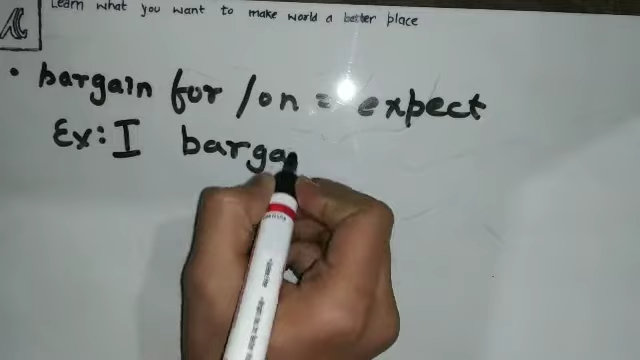 Learn what you want to make world a better place
• bargain for / on = expect
Ex: I barga